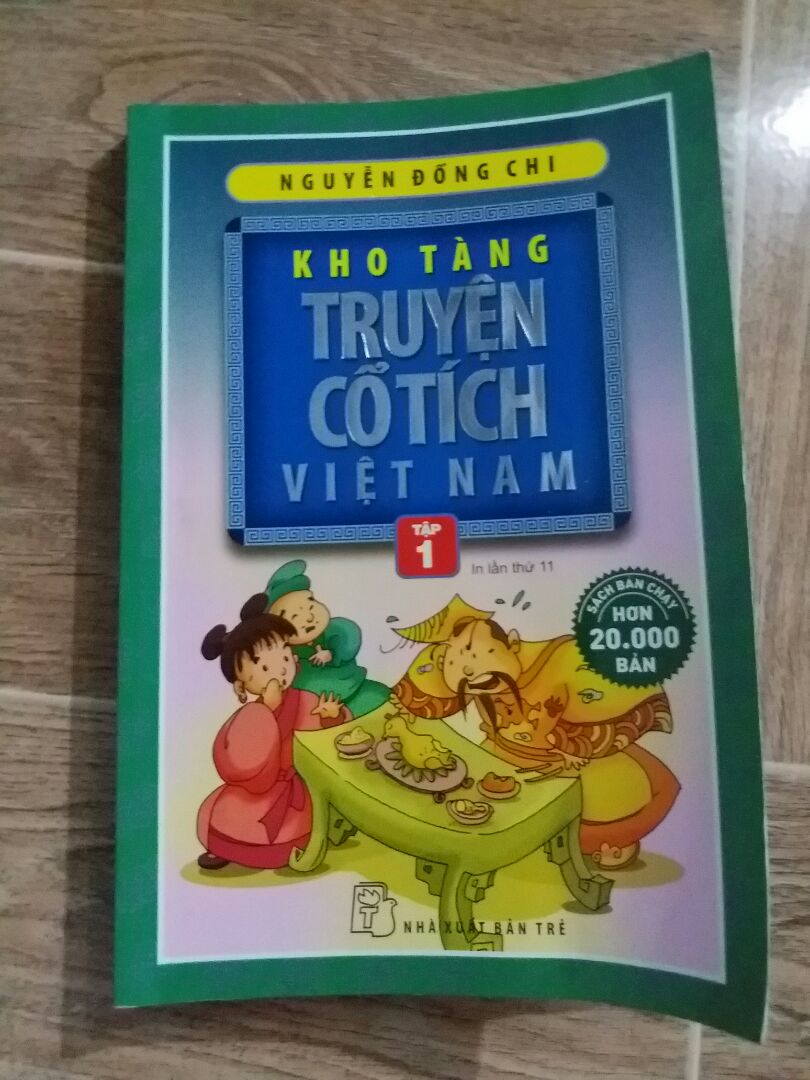 NGUYỄN ĐỔNG CHI
KHO TÀNG
TRUYỆN
CỔ TÍCH
VIỆT NAM
TẬP
1
In lần thứ 11
SÁCH BÁN CHẠY
HƠN
20.000
BẢN
T
NHÀ XUẤT BẢN TRẺ